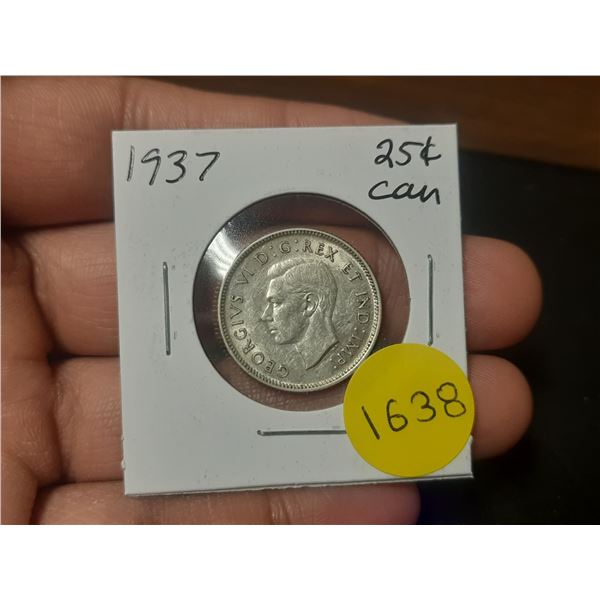 1937
25¢
can
GEORGIVS VI D:G:REX ET IND:IMP:
1638